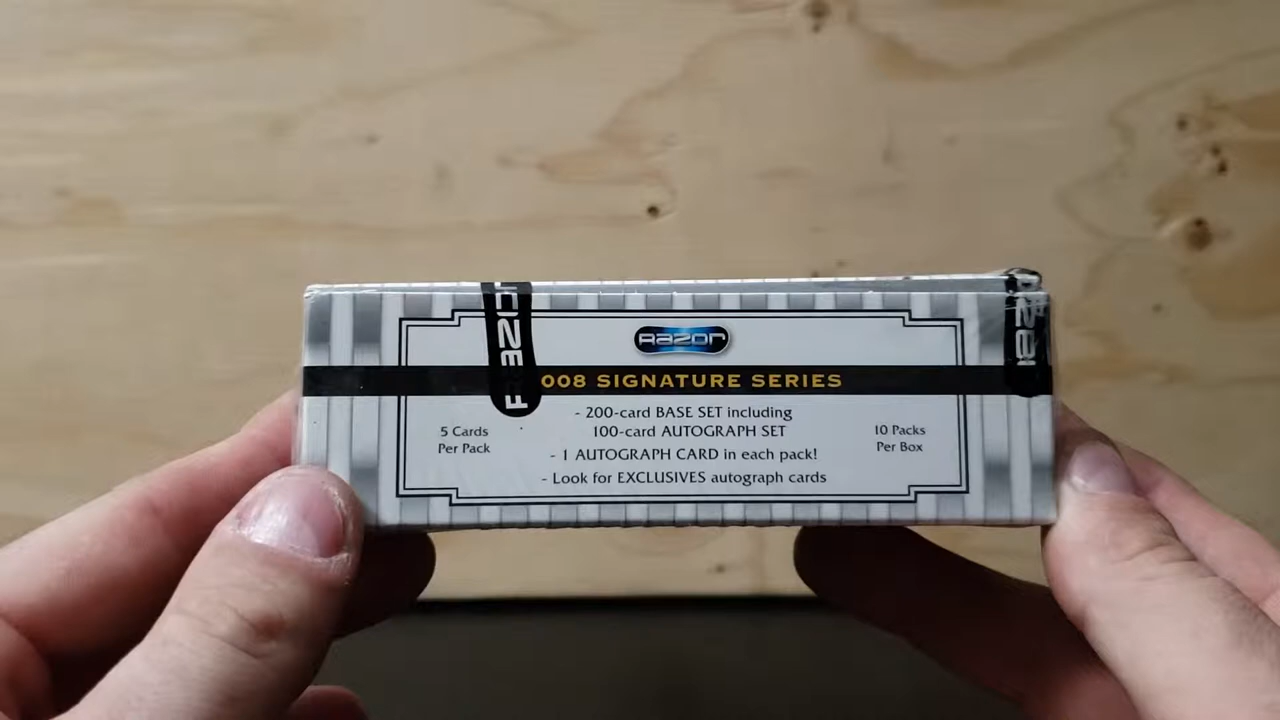 RAZOR
008 SIGNATURE SERIES
- 200-card BASE SET including
100-card AUTOGRAPH SET
- 1 AUTOGRAPH CARD in each pack!
- Look for EXCLUSIVES autograph cards
5 Cards
Per Pack
10 Packs
Per Box